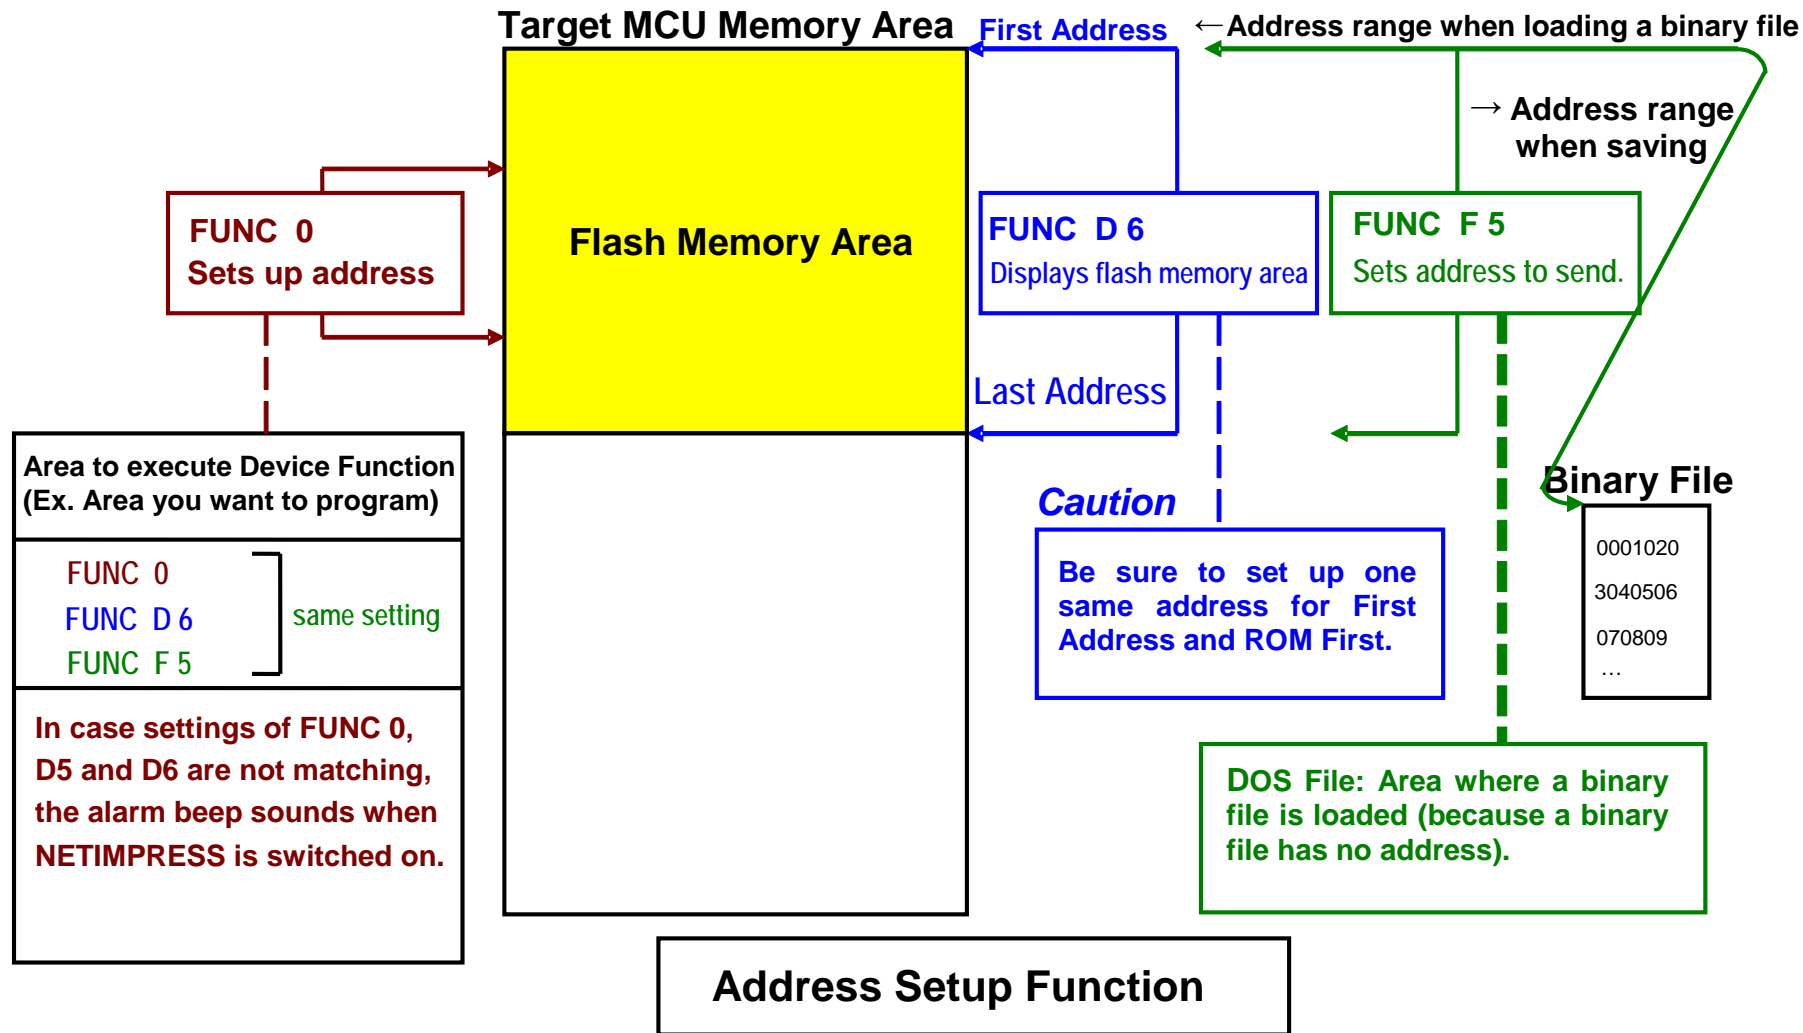 Target MCU Memory Area
First Address
←Address range when loading a binary file
→ Address range
when saving
FUNC 0
Sets up address
Flash Memory Area
FUNC D 6
Displays flash memory area
FUNC F 5
Sets address to send.
Last Address
Area to execute Device Function
(Ex. Area you want to program)
FUNC 0
FUNC D 6
FUNC F 5
same setting
In case settings of FUNC 0,
D5 and D6 are not matching,
the alarm beep sounds when
NETIMPRESS is switched on.
Caution
Be sure to set up one
same address for First
Address and ROM First.
Binary File
0001020
3040506
070809
…
DOS File: Area where a binary
file is loaded (because a binary
file has no address).
Address Setup Function